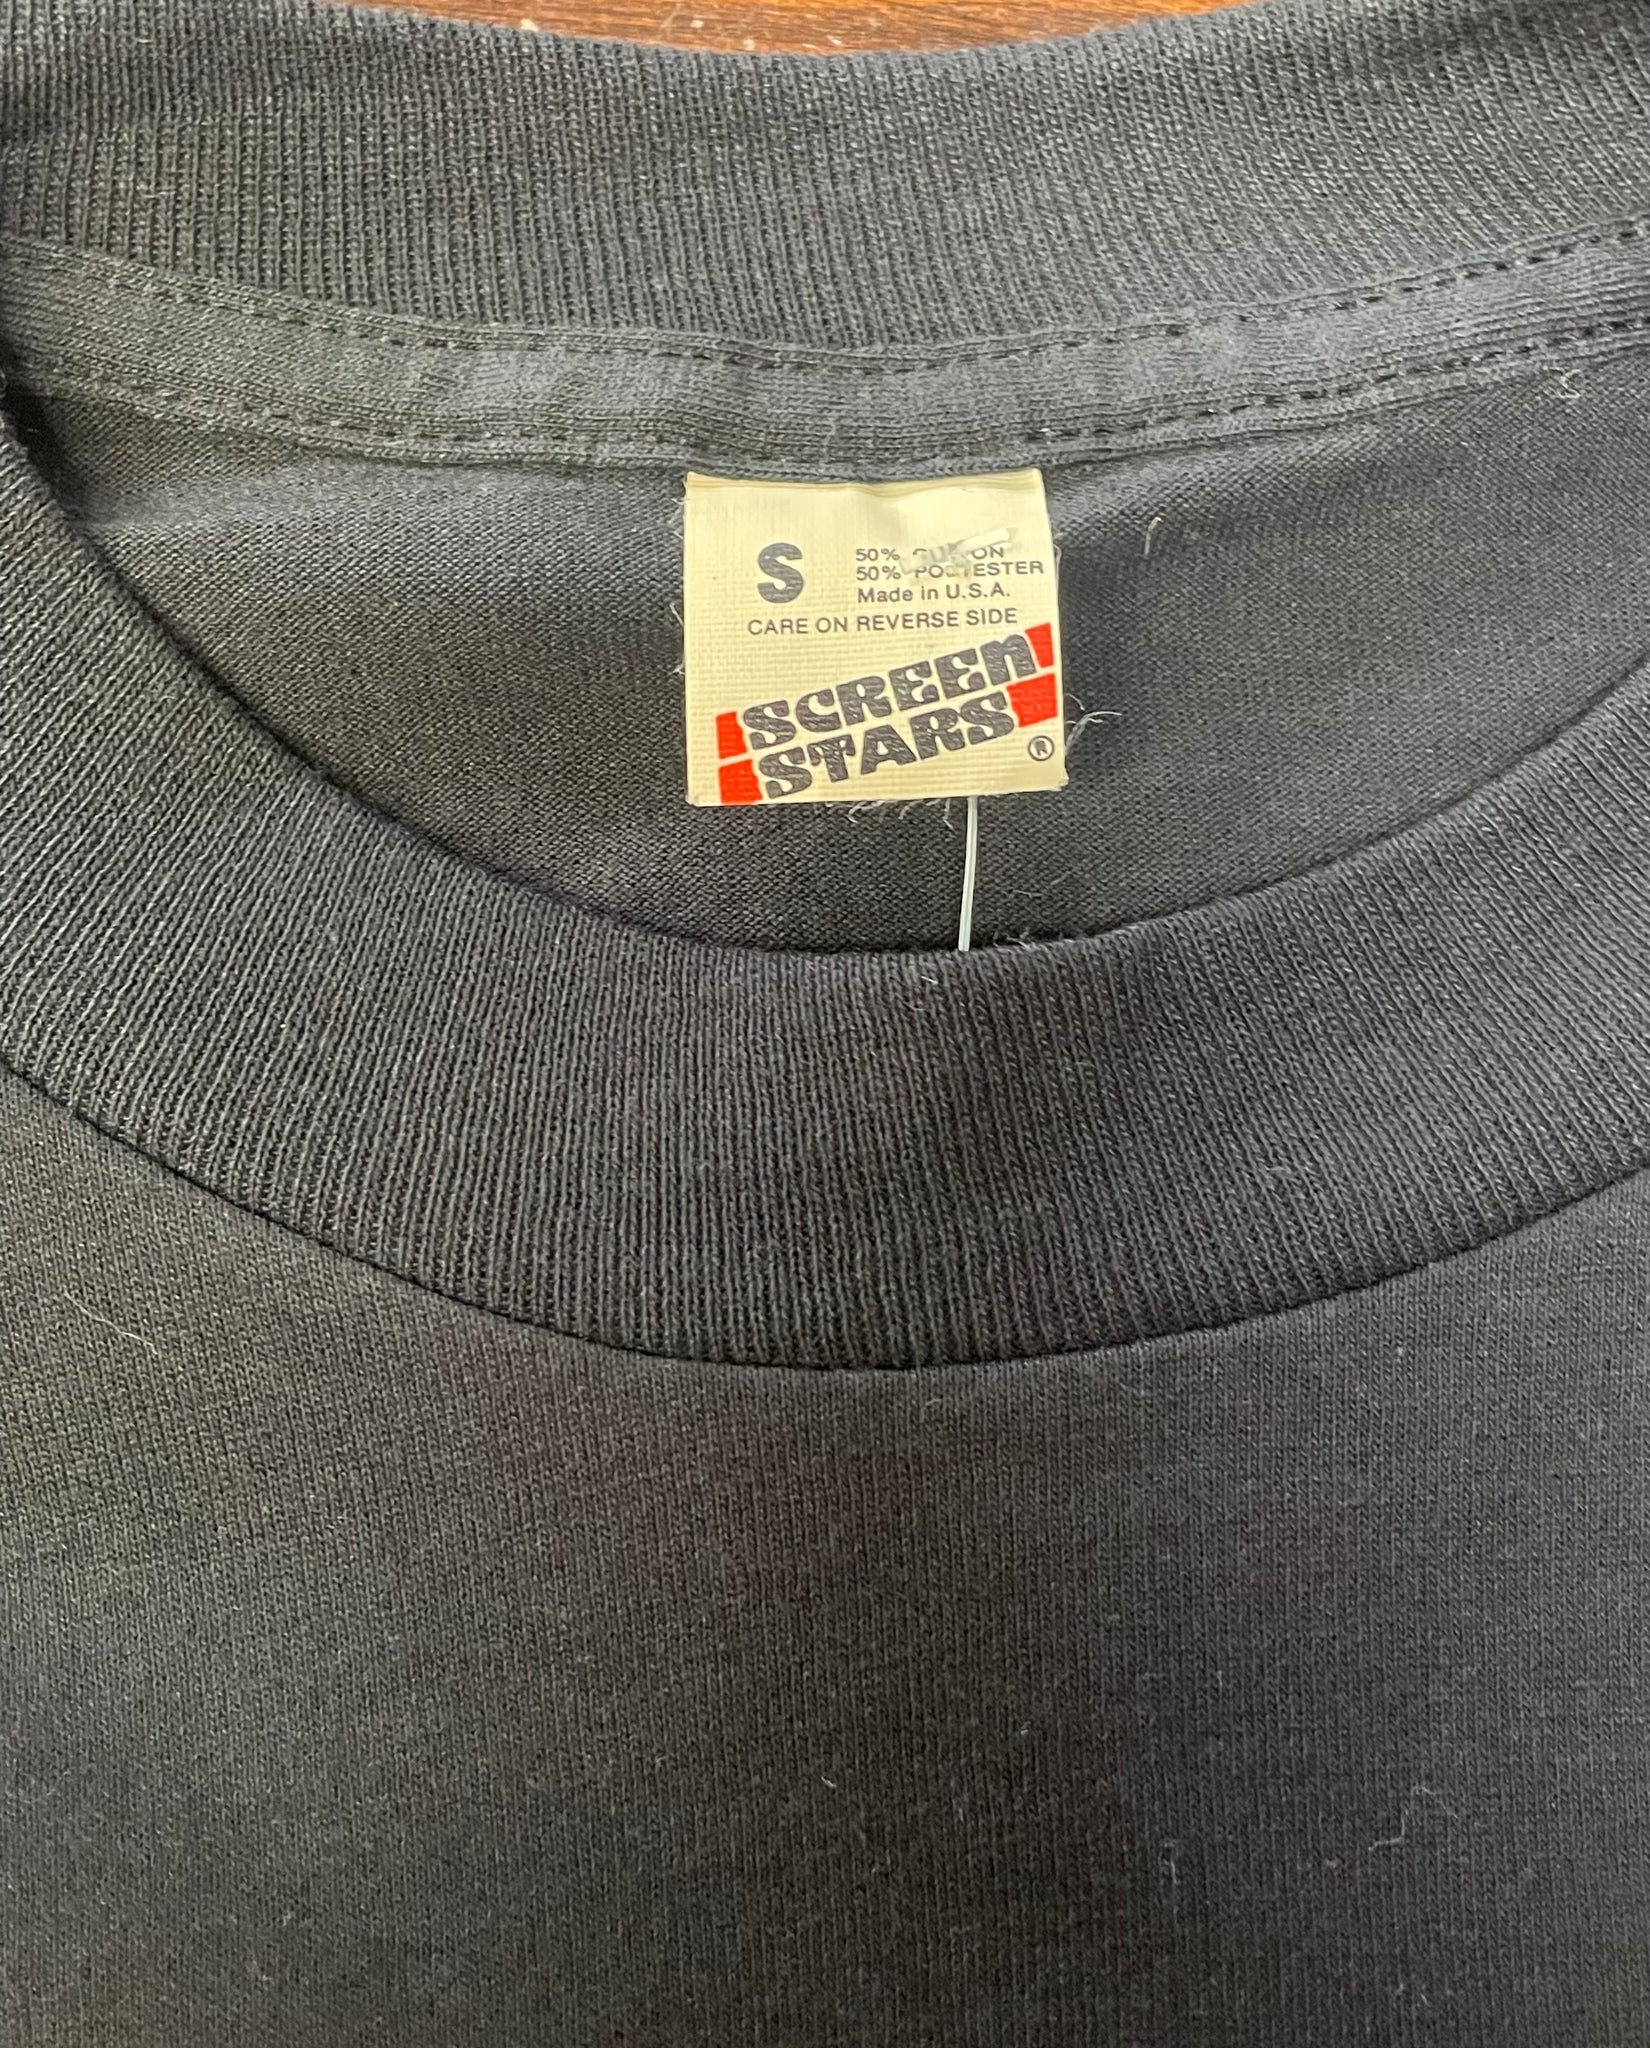 S
50% COTTON
50% POLYESTER
Made in U.S.A.
CARE ON REVERSE SIDE
SCREEN
STARS
®